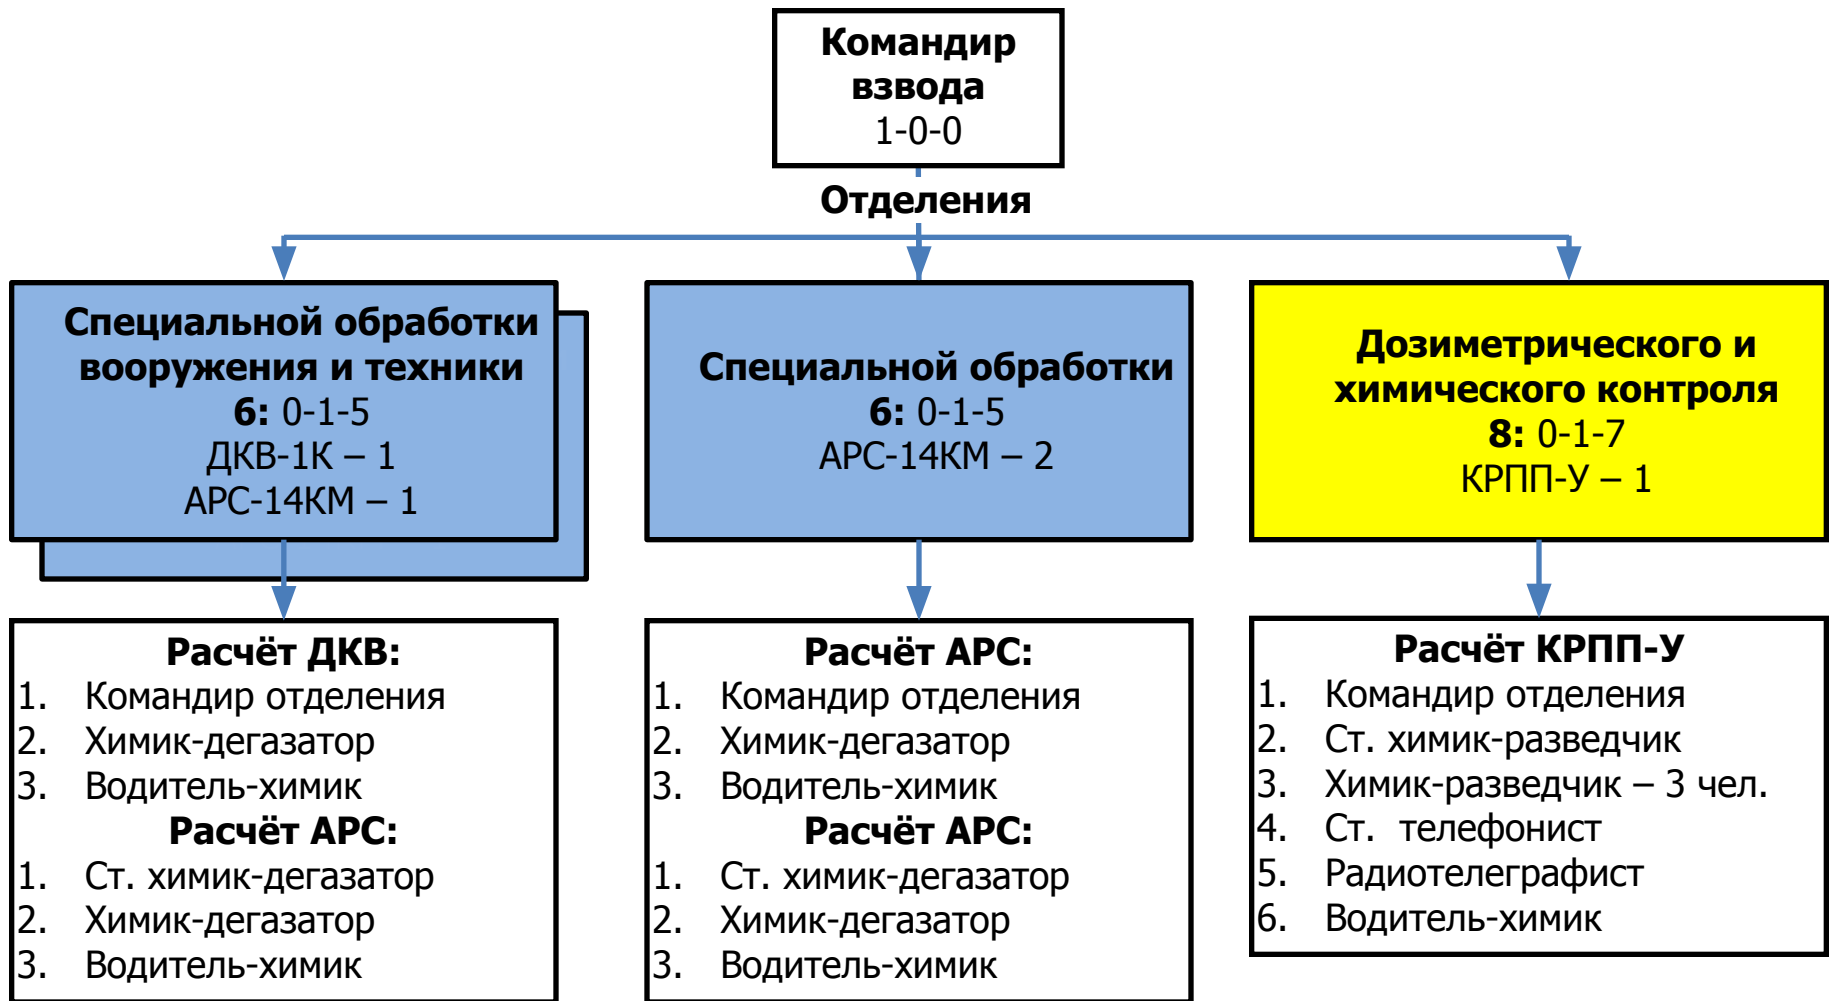 Командир
взвода
1-0-0
Отделения
Специальной обработки
вооружения и техники
6: 0-1-5
ДКВ-1К – 1
АРС-14КМ – 1
Специальной обработки
6: 0-1-5
АРС-14КМ – 2
Дозиметрического и
химического контроля
8: 0-1-7
КРПП-У – 1
Расчёт ДКВ:
1. Командир отделения
2. Химик-дегазатор
3. Водитель-химик
Расчёт АРС:
1. Ст. химик-дегазатор
2. Химик-дегазатор
3. Водитель-химик
Расчёт АРС:
1. Командир отделения
2. Химик-дегазатор
3. Водитель-химик
Расчёт АРС:
1. Ст. химик-дегазатор
2. Химик-дегазатор
3. Водитель-химик
Расчёт КРПП-У
1. Командир отделения
2. Ст. химик-разведчик
3. Химик-разведчик – 3 чел.
4. Ст. телефонист
5. Радиотелеграфист
6. Водитель-химик